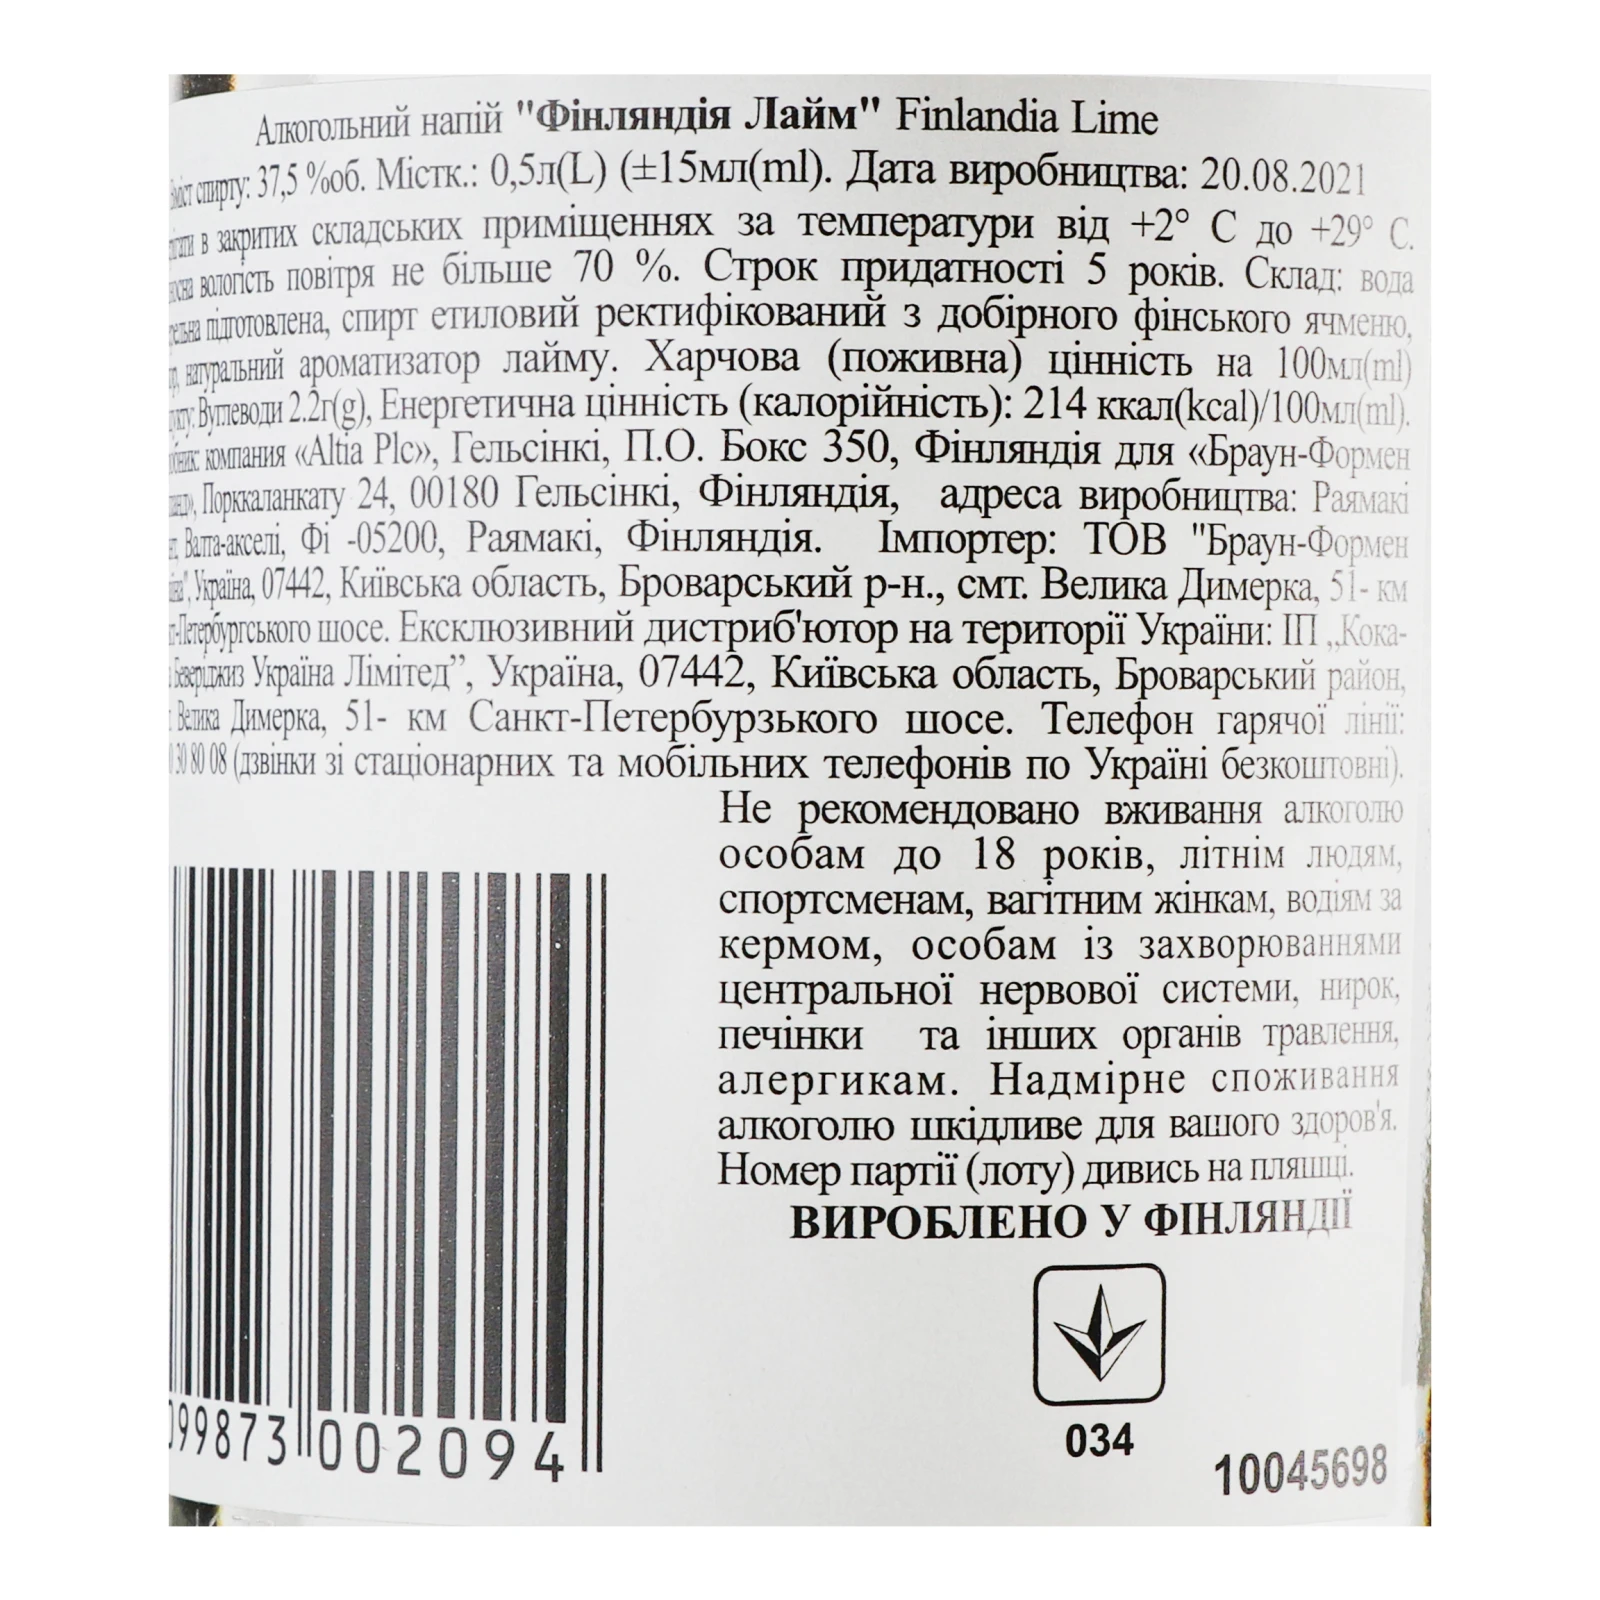 Алкогольний напій "Фінляндія Лайм" Finlandia Lime
спирту: 37,5 %об. Містк.: 0,5л(L) (±15мл(ml). Дата виробництва: 20.08.2021
в закритих складських приміщеннях за температури від +2° С до +29° С.
вологість повітря не більше 70 %. Строк придатності 5 років. Склад: вода
підготовлена, спирт етиловий ректифікований з добірного фінського ячменю,
натуральний ароматизатор лайму. Харчова (поживна) цінність на 100мл(ml)
Вуглеводи 2.2г(g), Енергетична цінність (калорійність): 214 ккал(kcal)/100мл(ml).
компания «Altia Plc», Гельсінкі, П.О. Бокс 350, Фінляндія для «Браун-Формен
Порккаланкату 24, 00180 Гельсінкі, Фінляндія, адреса виробництва: Раямакі
Валта-акселі, Фі -05200, Раямакі, Фінляндія. Імпортер: ТОВ "Браун-Формен
Україна, 07442, Київська область, Броварський р-н., смт. Велика Димерка, 51- км
шосе. Ексклюзивний дистриб'ютор на території України: ІП „Кока-
Беверіджиз Україна Лімітед”, Україна, 07442, Київська область, Броварський район,
Велика Димерка, 51- км Санкт-Петербурзького шосе. Телефон гарячої лінії:
30 80 08 (дзвінки зі стаціонарних та мобільних телефонів по Україні безкоштовні).
Не рекомендовано вживання алкоголю
особам до 18 років, літнім людям,
спортсменам, вагітним жінкам, водіям за
кермом, особам із захворюваннями
центральної нервової системи, нирок,
печінки та інших органів травлення,
алергикам. Надмірне споживання
алкоголю шкідливе для вашого здоров'я.
Номер партії (лоту) дивись на пляшці.
ВИРОБЛЕНО У ФІНЛЯНДІЇ
034
99873 002094
10045698